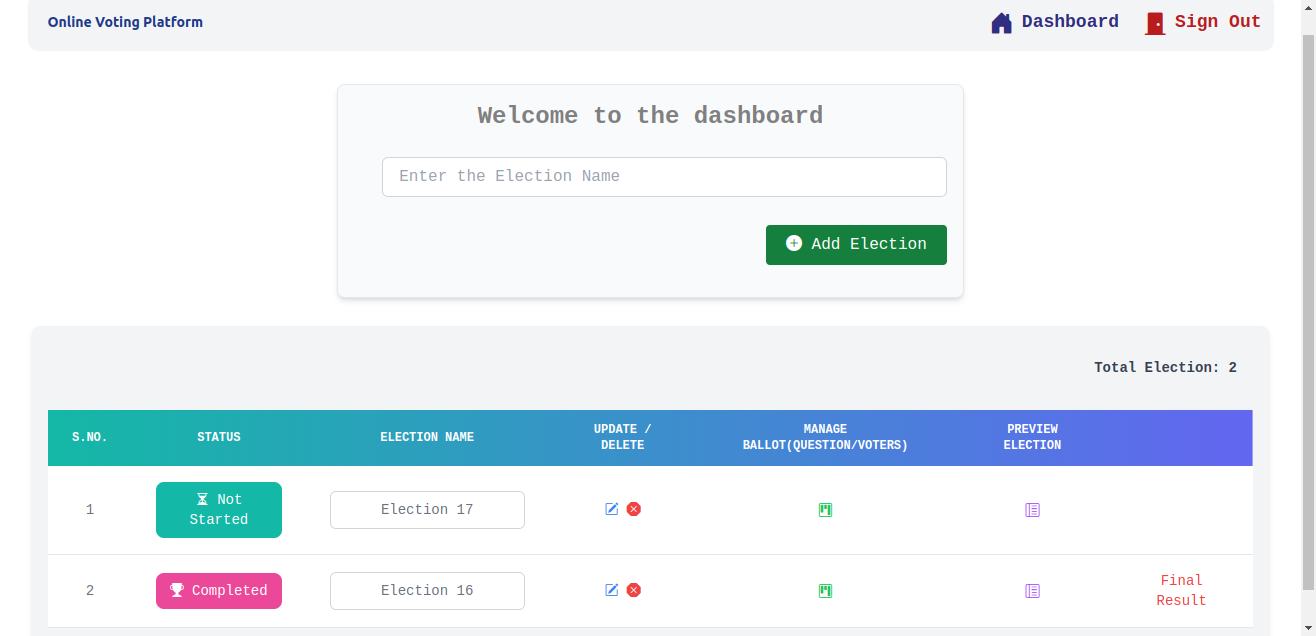 Online Voting Platform
Dashboard
Sign Out
Welcome to the dashboard
Enter the Election Name
Add Election
Total Election: 2
S.NO.
STATUS
ELECTION NAME
UPDATE /
DELETE
MANAGE
BALLOT(QUESTION/VOTERS)
PREVIEW
ELECTION
1
Not
Started
Election 17
2
Completed
Election 16
Final
Result